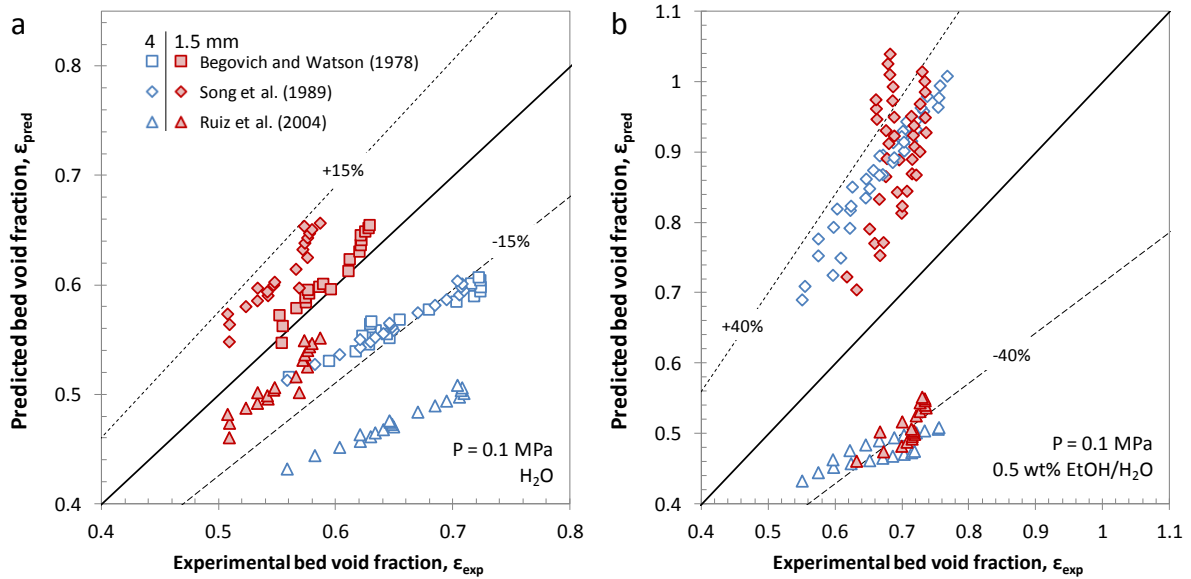 a
4 1.5 mm
Begovich and Watson (1978)
Song et al. (1989)
Ruiz et al. (2004)
+15%
-15%
P = 0.1 MPa
H₂O
0.8
0.7
0.6
0.5
0.4
0.4 0.5 0.6 0.7 0.8
Predicted bed void fraction, εpred
Experimental bed void fraction, εexp
b
+40%
-40%
P = 0.1 MPa
0.5 wt% EtOH/H₂O
1
0.9
0.8
0.7
0.6
0.5
0.4
0.4 0.5 0.6 0.7 0.8 0.9 1 1.1
Predicted bed void fraction, εpred
Experimental bed void fraction, εexp